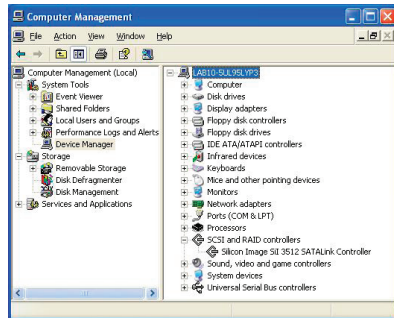 Computer Management
File Action View Window Help
Computer Management (Local)
System Tools
Event Viewer
Shared Folders
Local Users and Groups
Performance Logs and Alerts
Device Manager
Storage
Removable Storage
Disk Defragmenter
Disk Management
Services and Applications
LAB10-5UL95LYP3
Computer
Disk drives
Display adapters
Floppy disk controllers
Floppy disk drives
IDE ATA/ATAPI controllers
Infrared devices
Keyboards
Mice and other pointing devices
Monitors
Network adapters
Ports (COM & LPT)
Processors
SCSI and RAID controllers
Silicon Image SiI 3512 SATALink Controller
Sound, video and game controllers
System devices
Universal Serial Bus controllers